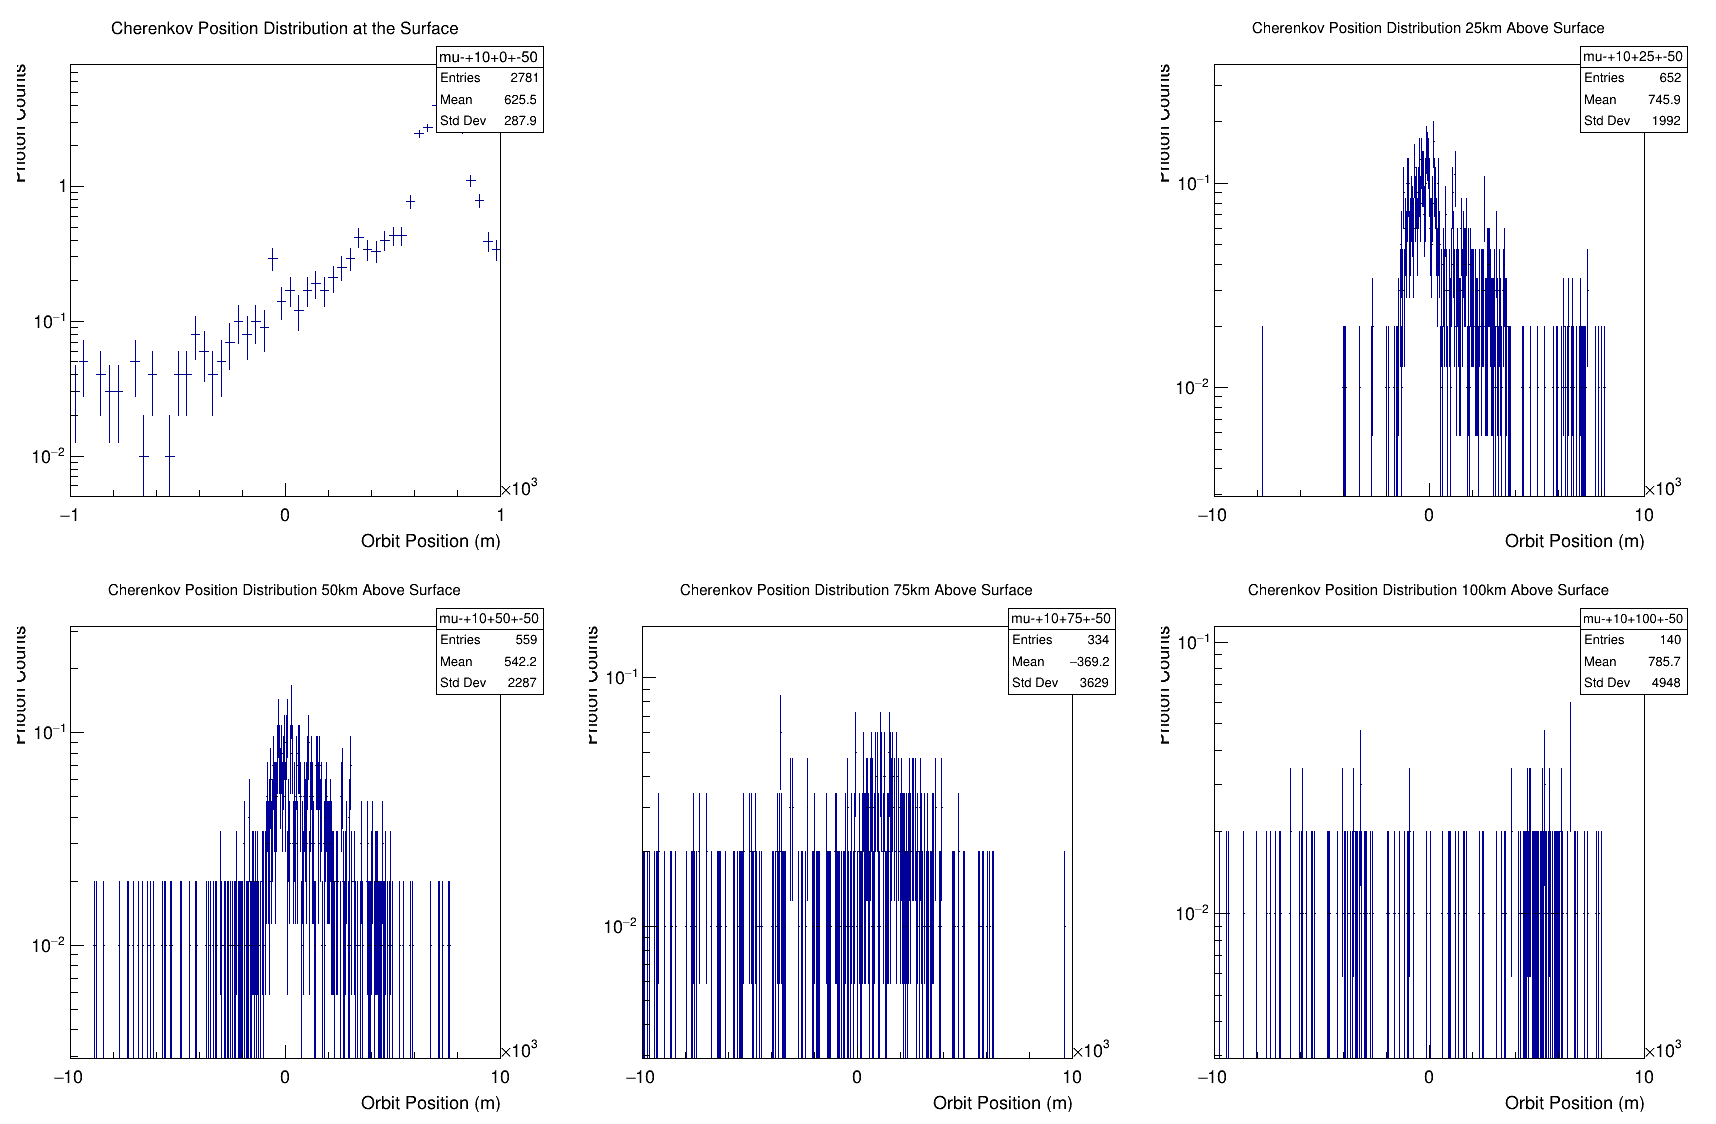 Cherenkov Position Distribution at the Surface
Photon Counts
mu-+10+0+-50
Entries 2781
Mean 625.5
Std Dev 287.9
1
10−1
10−2
−1 0 1
×103
Orbit Position (m)
Cherenkov Position Distribution 25km Above Surface
Photon Counts
mu-+10+25+-50
Entries 652
Mean 745.9
Std Dev 1992
10−1
10−2
−10 0 10
×103
Orbit Position (m)
Cherenkov Position Distribution 50km Above Surface
Photon Counts
mu-+10+50+-50
Entries 559
Mean 542.2
Std Dev 2287
10−1
10−2
−10 0 10
×103
Orbit Position (m)
Cherenkov Position Distribution 75km Above Surface
Photon Counts
mu-+10+75+-50
Entries 334
Mean −369.2
Std Dev 3629
10−1
10−2
−10 0 10
×103
Orbit Position (m)
Cherenkov Position Distribution 100km Above Surface
Photon Counts
mu-+10+100+-50
Entries 140
Mean 785.7
Std Dev 4948
10−1
10−2
−10 0 10
×103
Orbit Position (m)